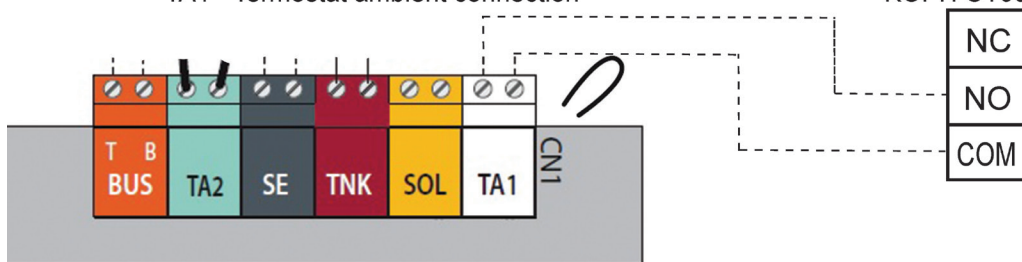 NC
NO
COM
T B
BUS
TA2
SE
TNK
SOL
TA1
CN1